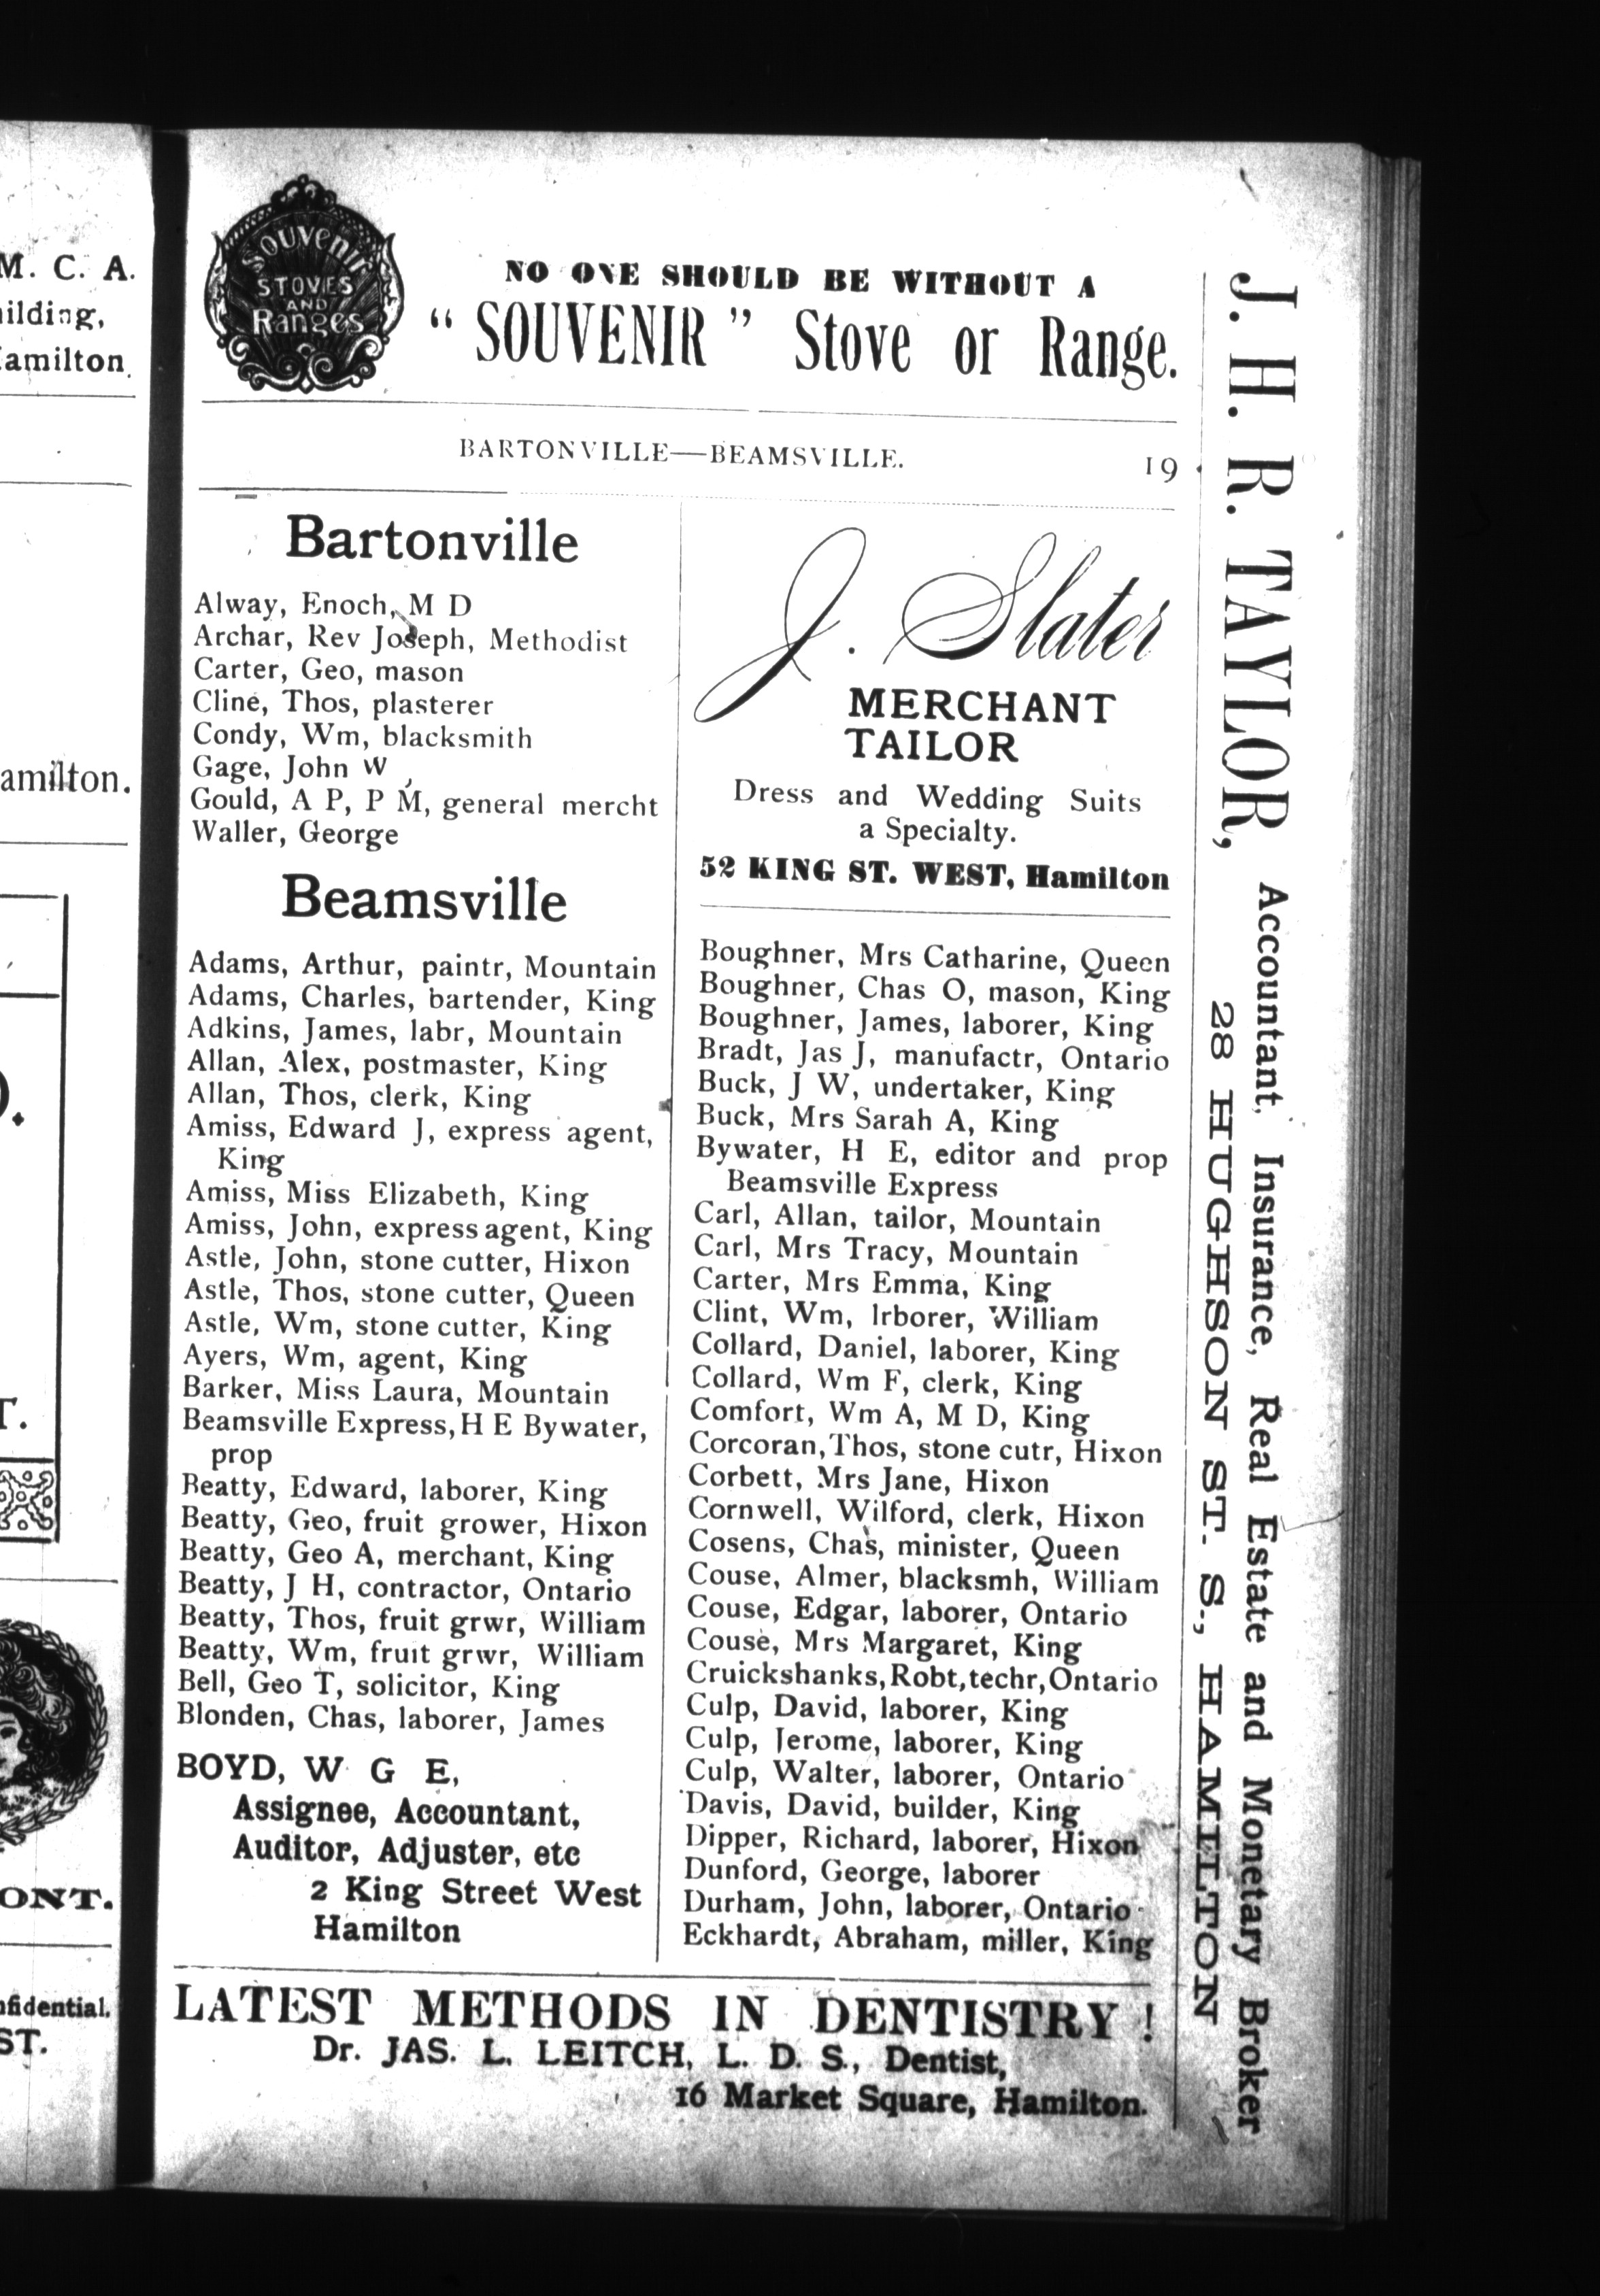 M. C. A.
ilding,
amilton.
amilton.
T.
ONT.
nfidential.
ST.
Souvenir
STOVES
AND
Ranges
NO ONE SHOULD BE WITHOUT A
“ SOUVENIR ” Stove or Range.
BARTONVILLE—BEAMSVILLE. 19
Bartonville
Alway, Enoch, M D
Archar, Rev Joseph, Methodist
Carter, Geo, mason
Cline, Thos, plasterer
Condy, Wm, blacksmith
Gage, John W
Gould, A P, P M, general mercht
Waller, George
Beamsville
Adams, Arthur, paintr, Mountain
Adams, Charles, bartender, King
Adkins, James, labr, Mountain
Allan, Alex, postmaster, King
Allan, Thos, clerk, King
Amiss, Edward J, express agent,
King
Amiss, Miss Elizabeth, King
Amiss, John, express agent, King
Astle, John, stone cutter, Hixon
Astle, Thos, stone cutter, Queen
Astle, Wm, stone cutter, King
Ayers, Wm, agent, King
Barker, Miss Laura, Mountain
Beamsville Express, H E Bywater,
prop
Beatty, Edward, laborer, King
Beatty, Geo, fruit grower, Hixon
Beatty, Geo A, merchant, King
Beatty, J H, contractor, Ontario
Beatty, Thos, fruit grwr, William
Beatty, Wm, fruit grwr, William
Bell, Geo T, solicitor, King
Blonden, Chas, laborer, James
BOYD, W G E,
Assignee, Accountant,
Auditor, Adjuster, etc
2 King Street West
Hamilton
J. Slater
MERCHANT
TAILOR
Dress and Wedding Suits
a Specialty.
52 KING ST. WEST, Hamilton
Boughner, Mrs Catharine, Queen
Boughner, Chas O, mason, King
Boughner, James, laborer, King
Bradt, Jas J, manufactr, Ontario
Buck, J W, undertaker, King
Buck, Mrs Sarah A, King
Bywater, H E, editor and prop
Beamsville Express
Carl, Allan, tailor, Mountain
Carl, Mrs Tracy, Mountain
Carter, Mrs Emma, King
Clint, Wm, lrborer, William
Collard, Daniel, laborer, King
Collard, Wm F, clerk, King
Comfort, Wm A, M D, King
Corcoran, Thos, stone cutr, Hixon
Corbett, Mrs Jane, Hixon
Cornwell, Wilford, clerk, Hixon
Cosens, Chas, minister, Queen
Couse, Almer, blacksmh, William
Couse, Edgar, laborer, Ontario
Couse, Mrs Margaret, King
Cruickshanks, Robt, techr, Ontario
Culp, David, laborer, King
Culp, Jerome, laborer, King
Culp, Walter, laborer, Ontario
Davis, David, builder, King
Dipper, Richard, laborer, Hixon
Dunford, George, laborer
Durham, John, laborer, Ontario
Eckhardt, Abraham, miller, King
LATEST METHODS IN DENTISTRY !
Dr. JAS. L. LEITCH, L. D. S., Dentist,
16 Market Square, Hamilton.
J. H. R. TAYLOR, Accountant, Insurance, Real Estate and Monetary Broker
28 HUGHSON ST. S., HAMILTON